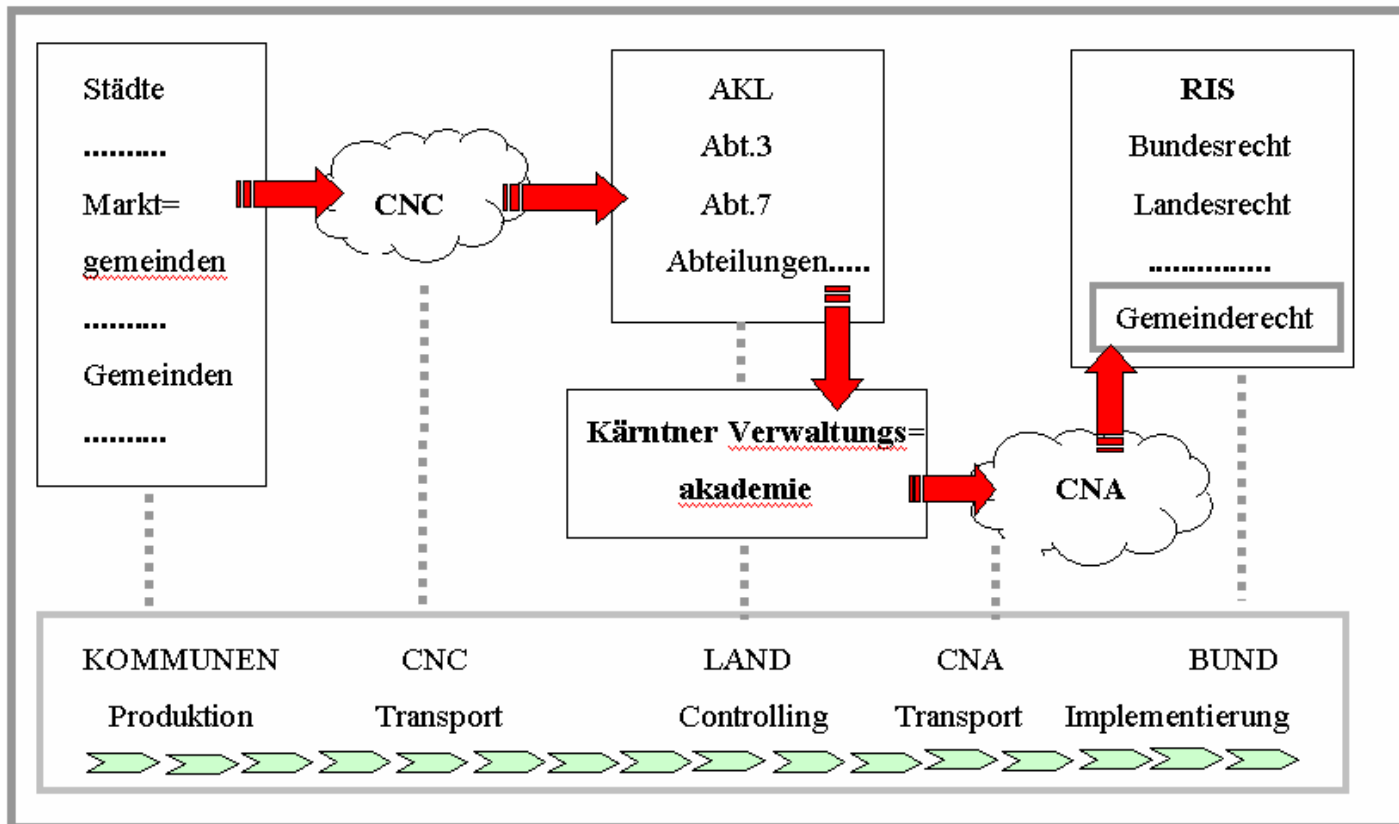 Städte
..........
Markt=
gemeinden
..........
Gemeinden
..........
CNC
AKL
Abt.3
Abt.7
Abteilungen.....
Kärntner Verwaltungs=
akademie
CNA
RIS
Bundesrecht
Landesrecht
...............
Gemeinderecht
KOMMUNEN CNC LAND CNA BUND
Produktion Transport Controlling Transport Implementierung